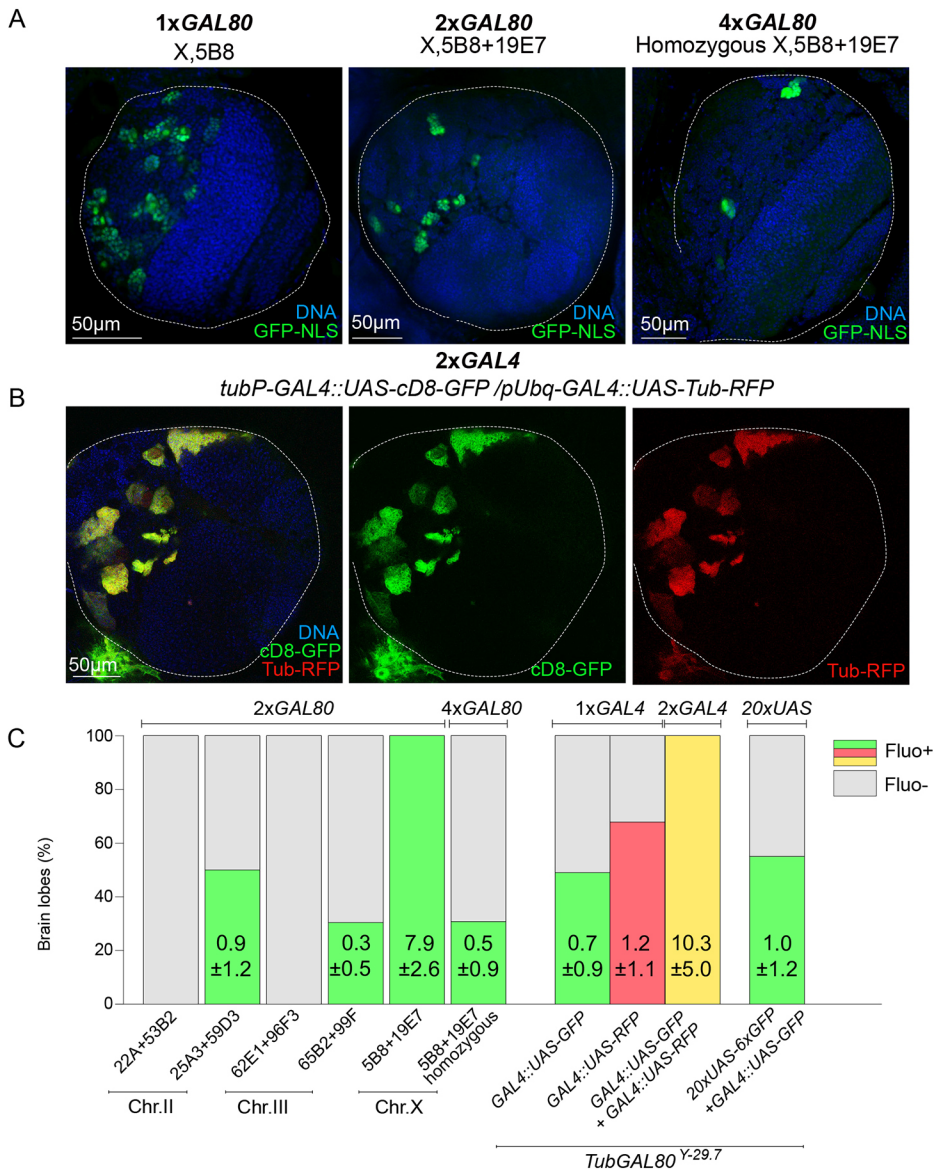 A
1xGAL80
X,5B8
2xGAL80
X,5B8+19E7
4xGAL80
Homozygous X,5B8+19E7
50µm
DNA
GFP-NLS
50µm
DNA
GFP-NLS
50µm
DNA
GFP-NLS
2xGAL4
B
tubP-GAL4::UAS-cD8-GFP /pUbq-GAL4::UAS-Tub-RFP
50µm
DNA
cD8-GFP
Tub-RFP
cD8-GFP
Tub-RFP
C
2xGAL80
4xGAL80
1xGAL4
2xGAL4
20xUAS
Brain lobes (%)
100
80
60
40
20
0
0.9
±1.2
0.3
±0.5
7.9
±2.6
0.5
±0.9
0.7
±0.9
1.2
±1.1
10.3
±5.0
1.0
±1.2
Fluo+
Fluo-
22A+53B2
25A3+59D3
62E1+96F3
65B2+99F
5B8+19E7
5B8+19E7
homozygous
GAL4::UAS-GFP
GAL4::UAS-RFP
GAL4::UAS-GFP
+ GAL4::UAS-RFP
20xUAS-6xGFP
+GAL4::UAS-GFP
Chr.II
Chr.III
Chr.X
TubGAL80 Y-29.7